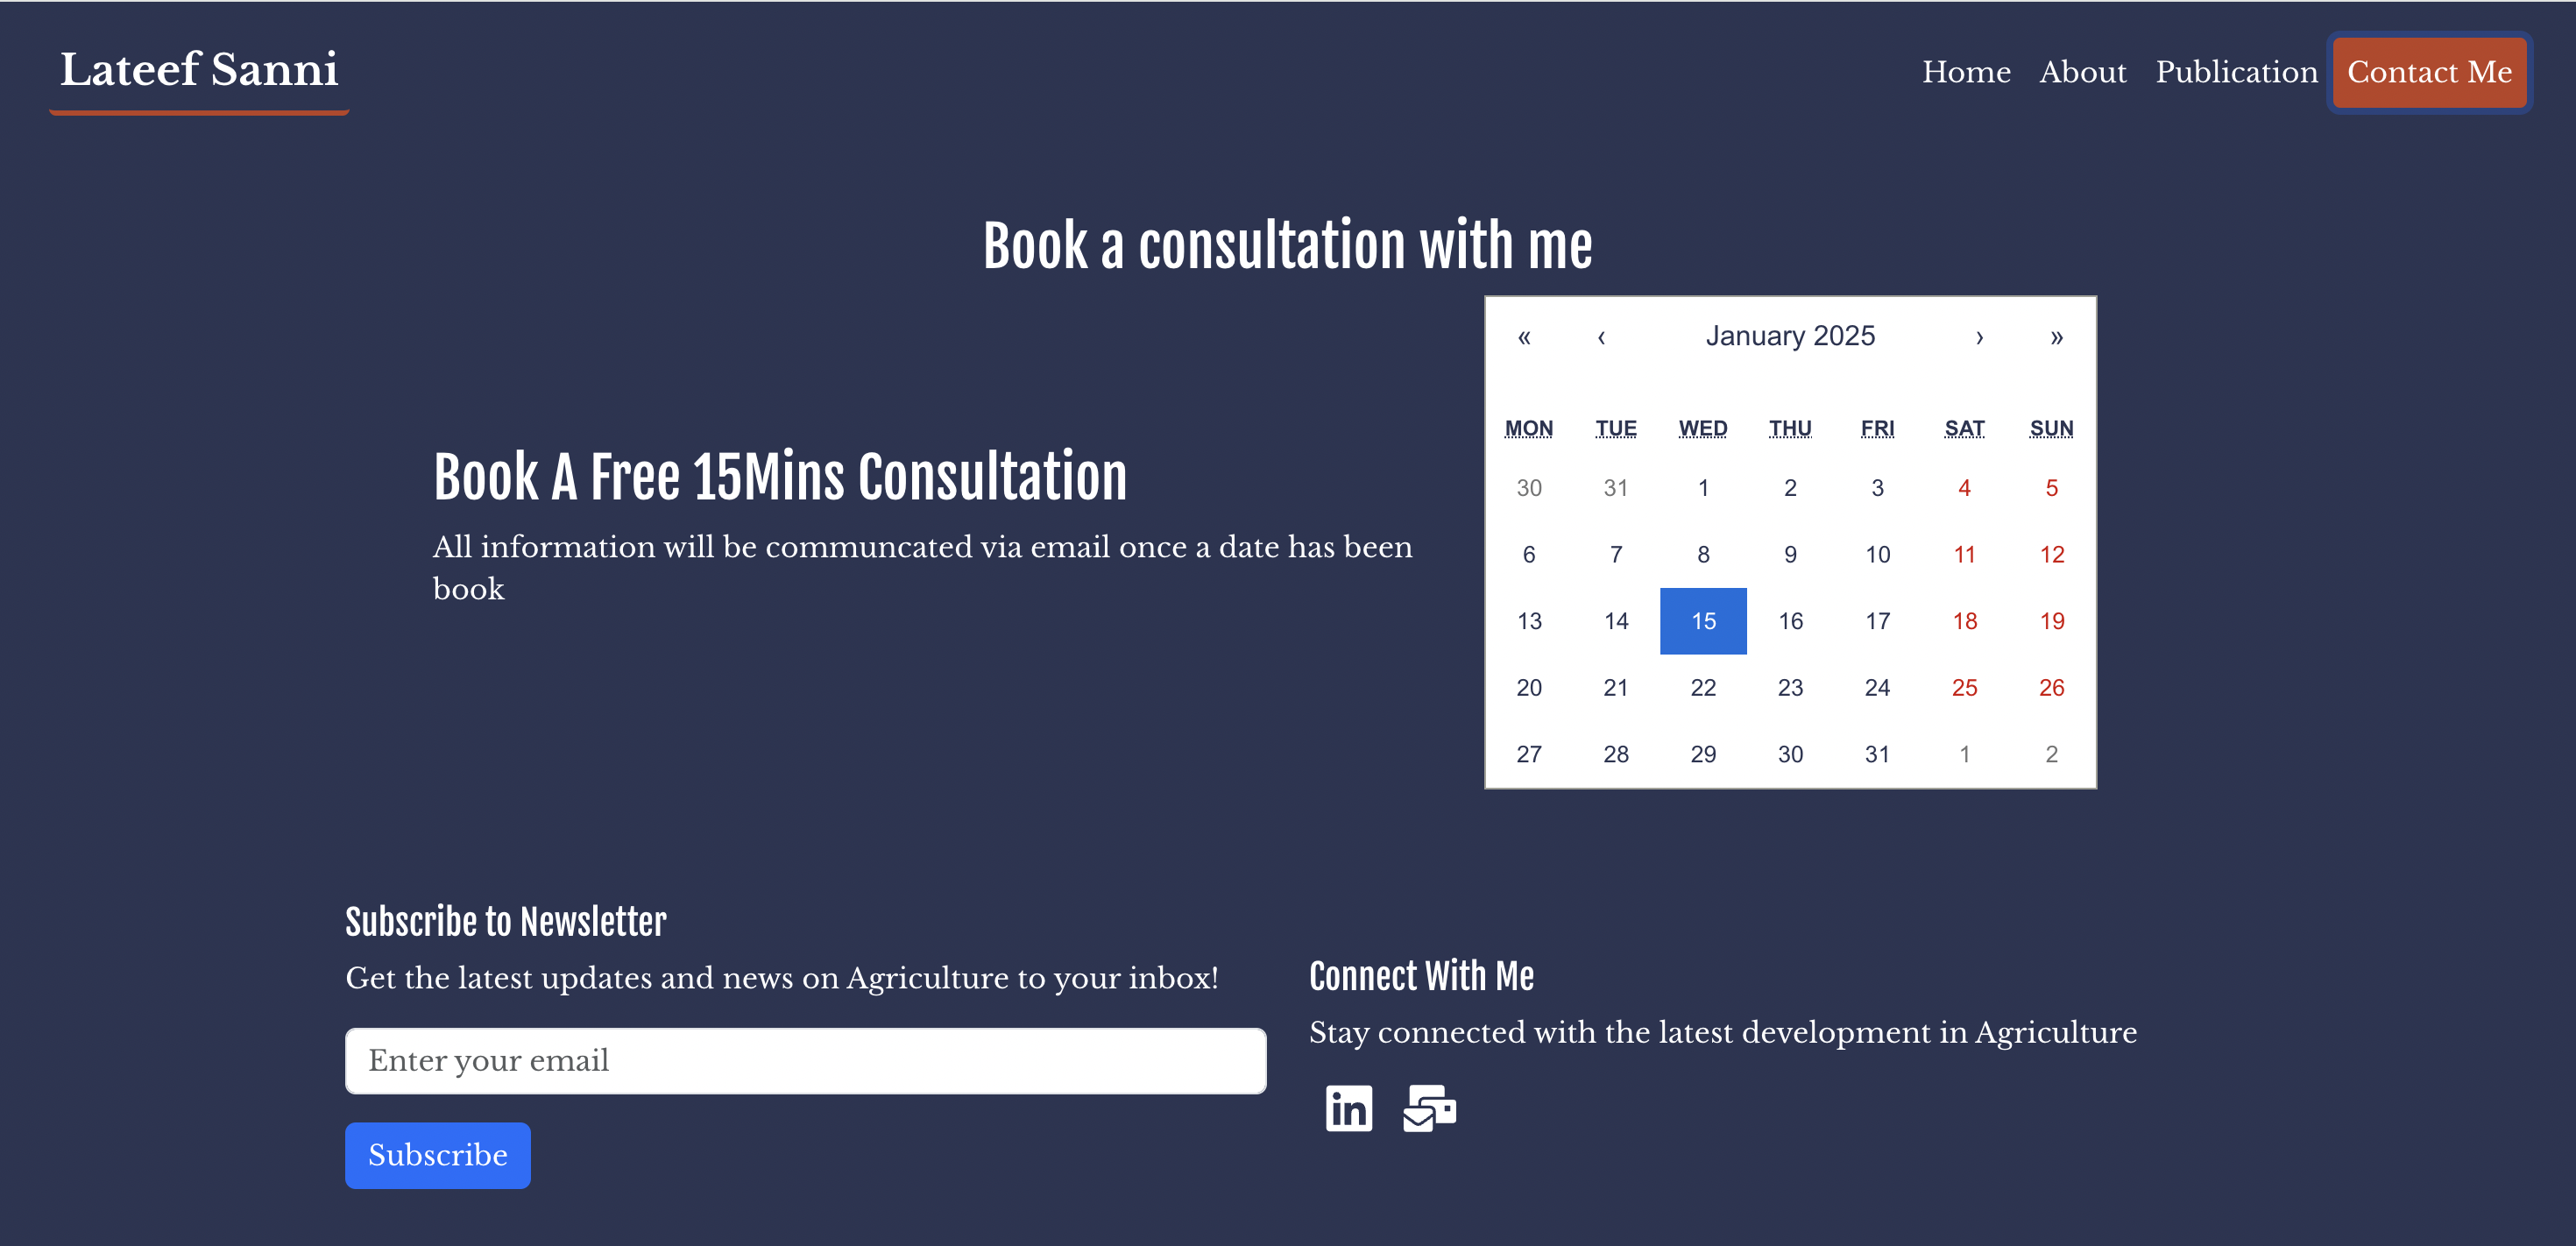 Lateef Sanni
Home About Publication Contact Me
Book a consultation with me
« ‹ January 2025 › »
MON TUE WED THU FRI SAT SUN
30 31 1 2 3 4 5
6 7 8 9 10 11 12
13 14 15 16 17 18 19
20 21 22 23 24 25 26
27 28 29 30 31 1 2
Book A Free 15Mins Consultation
All information will be communcated via email once a date has been
book
Subscribe to Newsletter
Get the latest updates and news on Agriculture to your inbox!
Enter your email
Subscribe
Connect With Me
Stay connected with the latest development in Agriculture
in